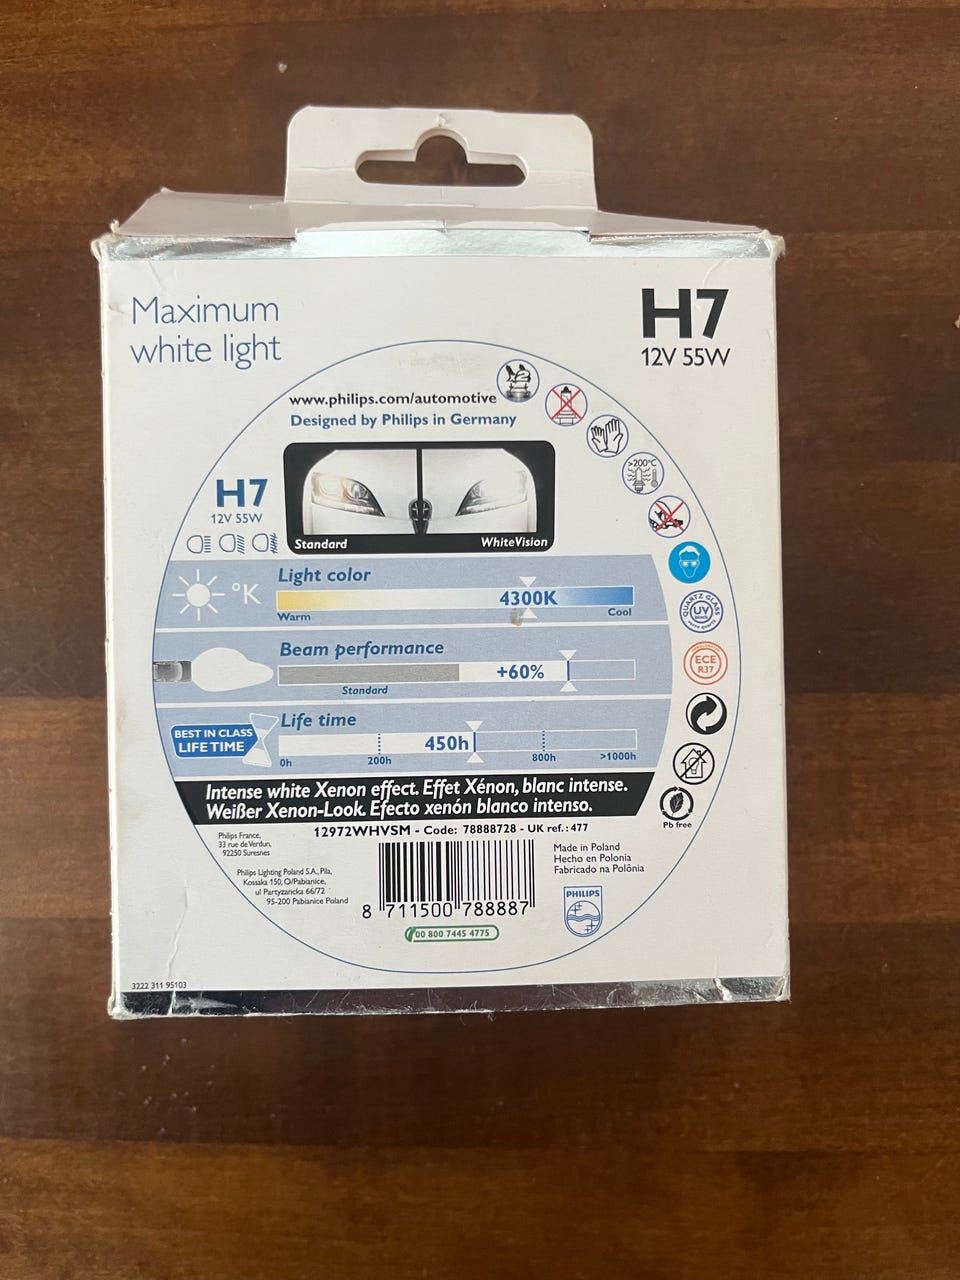 Maximum
white light
H7
12V 55W
www.philips.com/automotive
Designed by Philips in Germany
>200°C
H7
12V 55W
Standard
WhiteVision
Light color
°K
4300K
Warm
Cool
QUARTZ GLASS
UV
Beam performance
+60%
Standard
ECE
R37
Life time
BEST IN CLASS
LIFE TIME
450h
0h
200h
800h
>1000h
Intense white Xenon effect. Effet Xénon, blanc intense.
Weißer Xenon-Look. Efecto xenón blanco intenso.
Pb free
12972WHVSM - Code: 78888728 - UK ref.: 477
Philips France,
33 rue de Verdun,
92250 Suresnes
Philips Lighting Poland S.A., Pila,
Kossaka 150, O/Pabianice,
ul Partyzancka 66/72
95-200 Pabianice Poland
8 711500 788887
Made in Poland
Hecho en Polonia
Fabricado na Polônia
PHILIPS
00 800 7445 4775
3222 311 95103